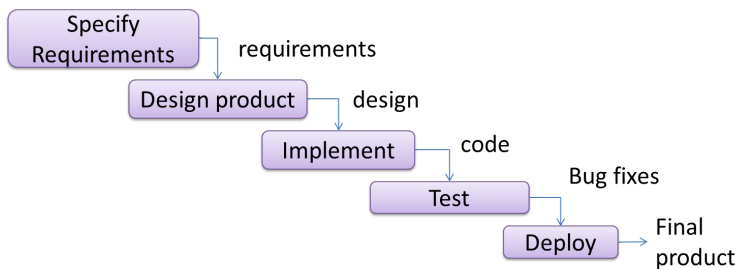 Specify
Requirements
requirements
Design product
design
Implement
code
Test
Bug fixes
Deploy
Final
product